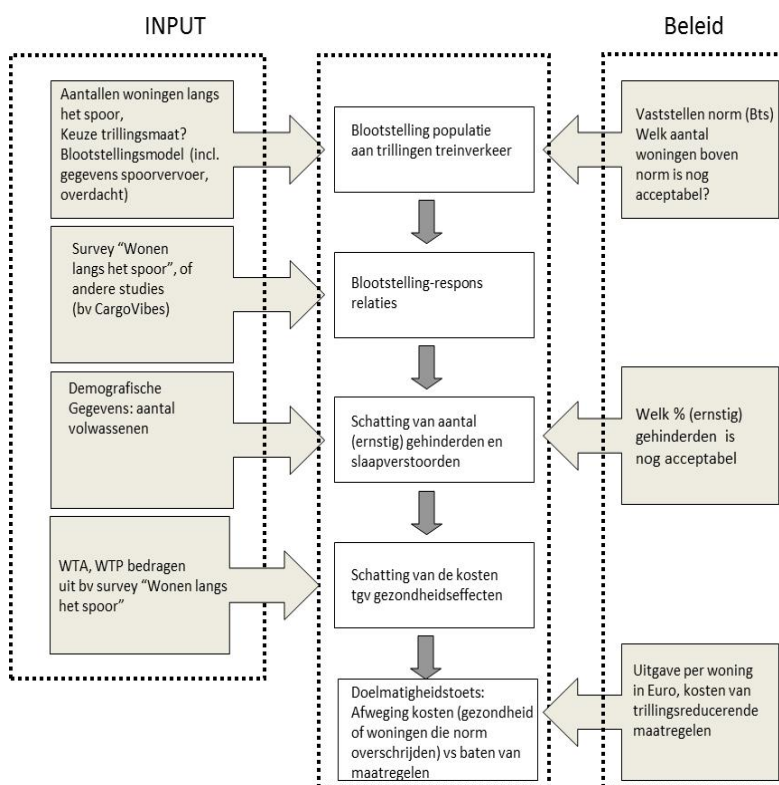 INPUT
Beleid
Aantallen woningen langs
het spoor,
Keuze trillingsmaat?
Blootstellingsmodel (incl.
gegevens spoorvervoer,
overdacht)
Blootstelling populatie
aan trillingen treinverkeer
Vaststellen norm (Bts)
Welk aantal
woningen boven
norm is nog
acceptabel?
Survey “Wonen
langs het spoor”, of
andere studies
(bv CargoVibes)
Blootstelling-respons
relaties
Demografische
Gegevens: aantal
volwassenen
Schatting van aantal
(ernstig) gehinderden en
slaapverstoorden
Welk % (ernstig)
gehinderden is
nog acceptabel
WTA, WTP bedragen
uit bv survey “Wonen langs
het spoor”
Schatting van de kosten
tgv gezondheidseffecten
Doelmatigheidstoets:
Afweging kosten (gezondheid
of woningen die norm
overschrijden) vs baten van
maatregelen
Uitgave per woning
in Euro, kosten van
trillingsreducerende
maatregelen